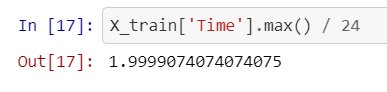 In [17]: X_train['Time'].max() / 24
Out[17]: 1.9999074074074075